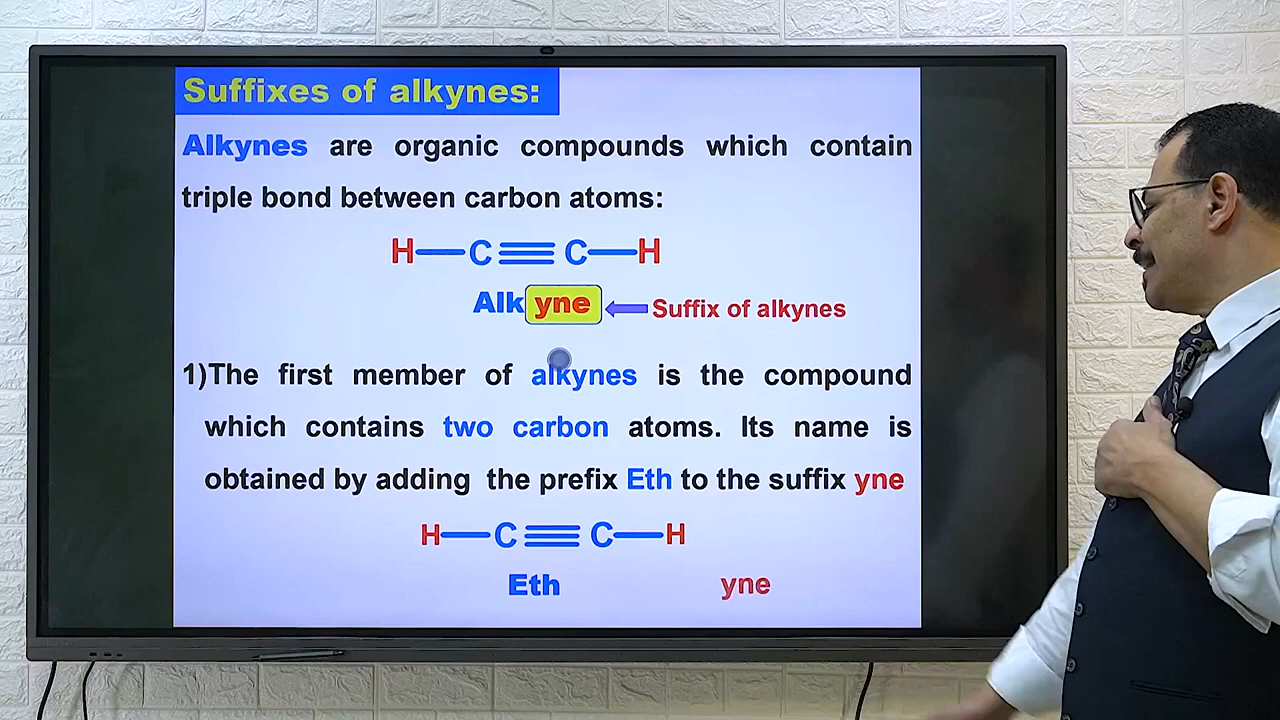 Suffixes of alkynes:
Alkynes are organic compounds which contain
triple bond between carbon atoms:
H—C≡C—H
Alkyne Suffix of alkynes
1)The first member of alkynes is the compound
which contains two carbon atoms. Its name is
obtained by adding the prefix Eth to the suffix yne
H—C≡C—H
Eth yne